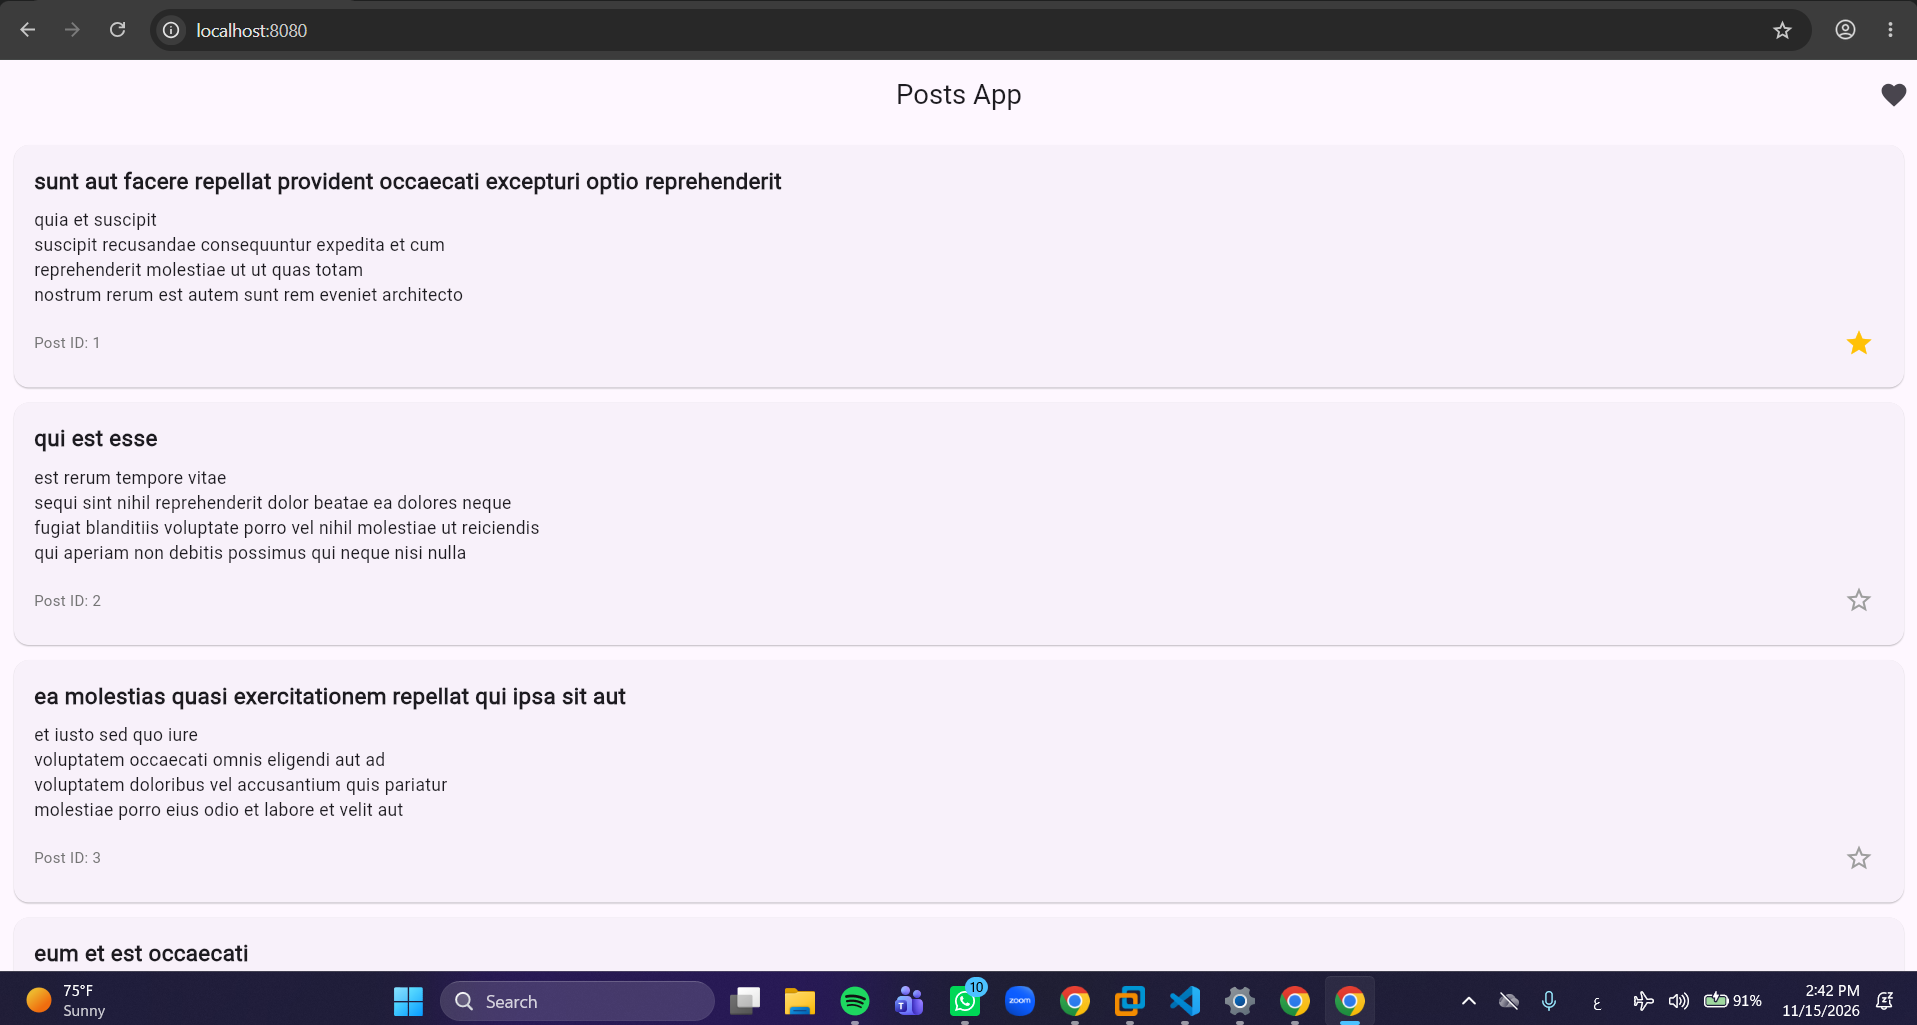 localhost:8080
Posts App
sunt aut facere repellat provident occaecati excepturi optio reprehenderit
quia et suscipit
suscipit recusandae consequuntur expedita et cum
reprehenderit molestiae ut ut quas totam
nostrum rerum est autem sunt rem eveniet architecto
Post ID: 1
qui est esse
est rerum tempore vitae
sequi sint nihil reprehenderit dolor beatae ea dolores neque
fugiat blanditiis voluptate porro vel nihil molestiae ut reiciendis
qui aperiam non debitis possimus qui neque nisi nulla
Post ID: 2
ea molestias quasi exercitationem repellat qui ipsa sit aut
et iusto sed quo iure
voluptatem occaecati omnis eligendi aut ad
voluptatem doloribus vel accusantium quis pariatur
molestiae porro eius odio et labore et velit aut
Post ID: 3
eum et est occaecati
75°F
Sunny
Search
T
10
zoom
ع
91%
2:42 PM
11/15/2026